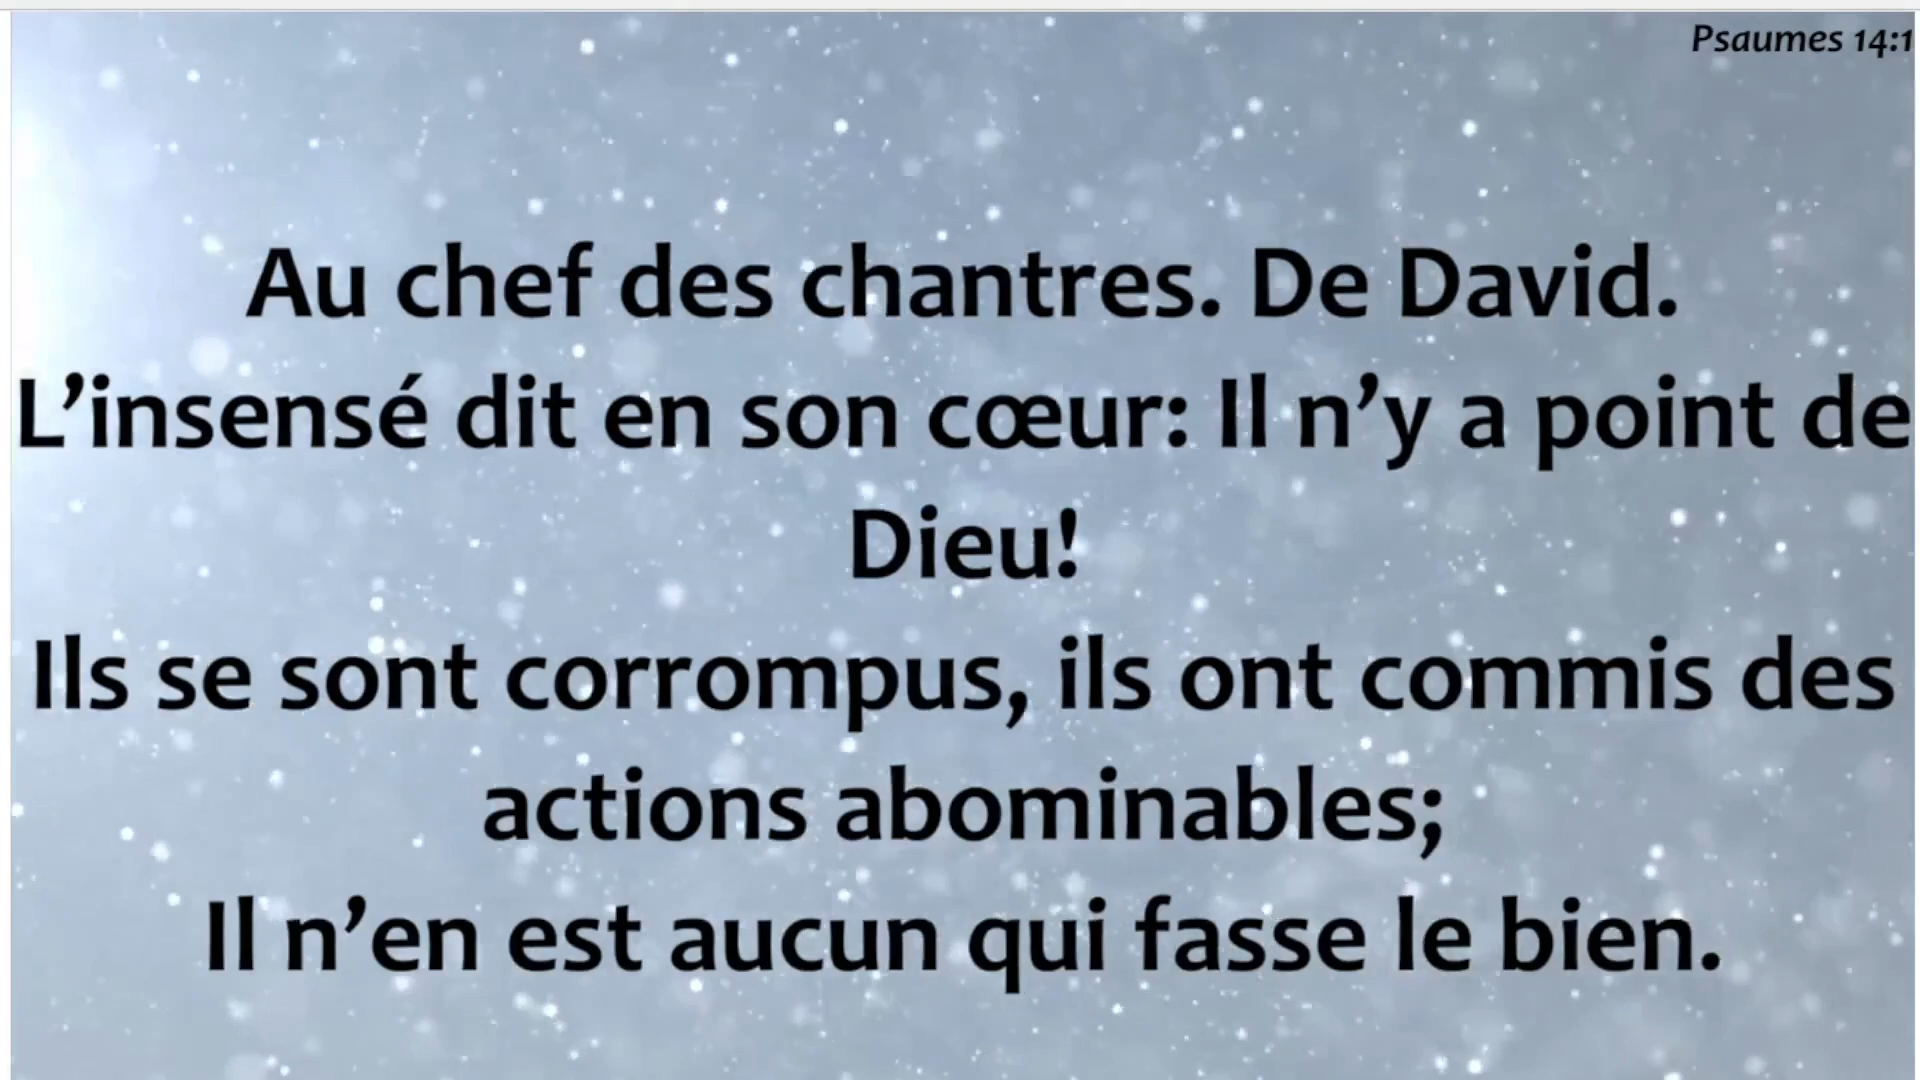 Psaumes 14:1
Au chef des chantres. De David.
L’insensé dit en son cœur: Il n’y a point de
Dieu!
Ils se sont corrompus, ils ont commis des
actions abominables;
Il n’en est aucun qui fasse le bien.